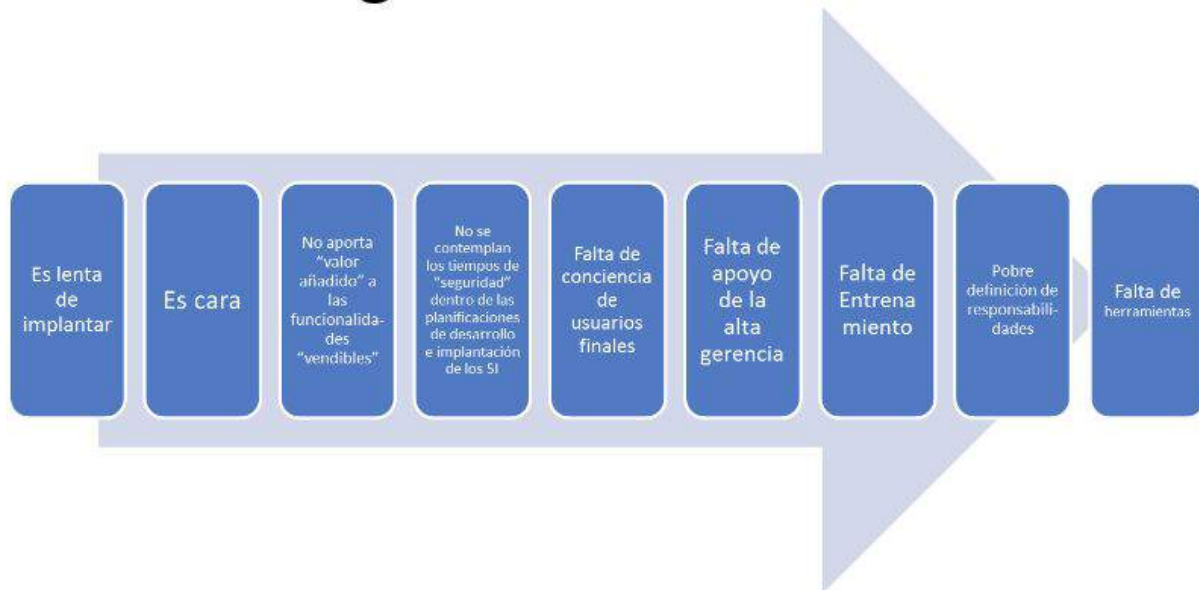 Es lenta
de
implantar
Es cara
No aporta
“valor
añadido” a
las
funcionalida-
des
“vendibles”
No se
contemplan
los tiempos de
“seguridad”
dentro de las
planificaciones
de desarrollo
e implantación
de los SI
Falta de
conciencia
de
usuarios
finales
Falta de
apoyo
de la
alta
gerencia
Falta de
Entrena
miento
Pobre
definición de
responsabili-
dades
Falta de
herramientas